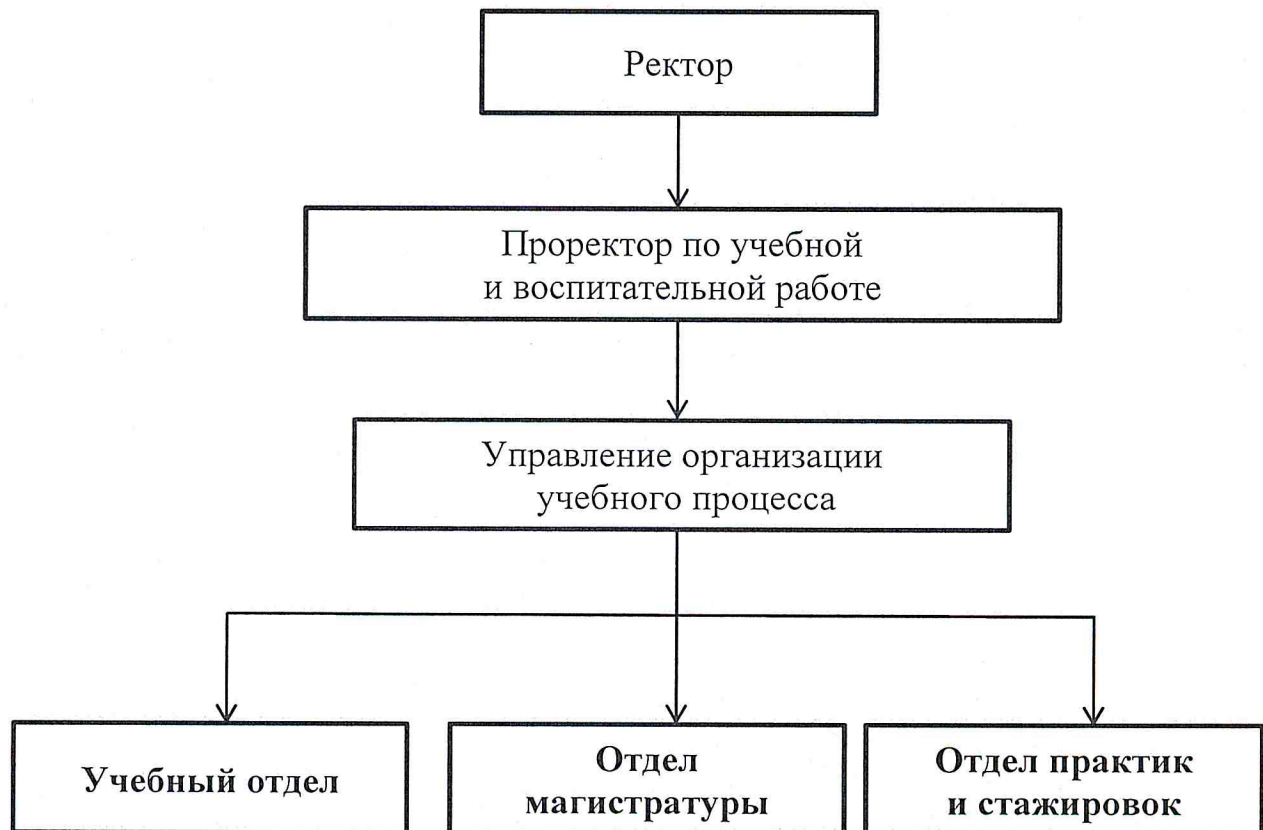 Ректор
Проректор по учебной
и воспитательной работе
Управление организации
учебного процесса
Учебный отдел
Отдел
магистратуры
Отдел практик
и стажировок